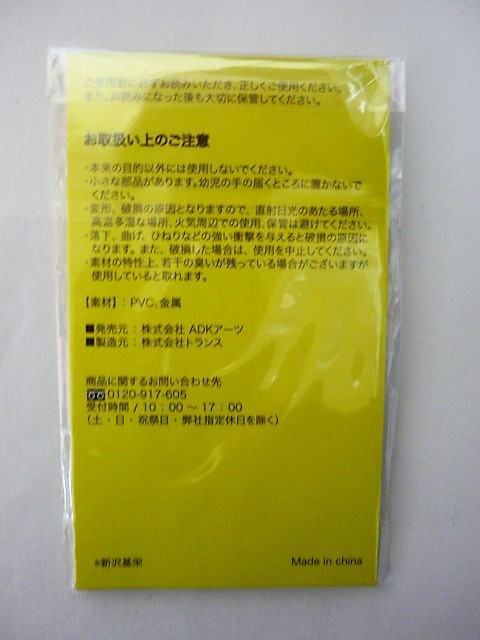 ご使用前に必ずお読みいただき、正しくご使用ください。
また、お読みになった後も大切に保管してください。
お取扱い上のご注意
・本来の目的以外には使用しないでください。
・小さな部品があります。幼児の手の届くところに置かないで
ください。
・変形、破損の原因となりますので、直射日光のあたる場所、
高温多湿な場所、火気周辺での使用、保管は避けてください。
・落下、曲げ、ひねりなどの強い衝撃を与えると破損の原因に
なります。また、破損した場合は、使用を中止してください。
・素材の特性上、若干の臭いが残っている場合がございますが
使用していると取れます。
【素材】：PVC、金属
■発売元：株式会社 ADKアーツ
■製造元：株式会社トランス
商品に関するお問い合わせ先
0120-917-605
受付時間 / 10：00 〜 17：00
（土・日・祝祭日・弊社指定休日を除く）
©新沢基栄
Made in china